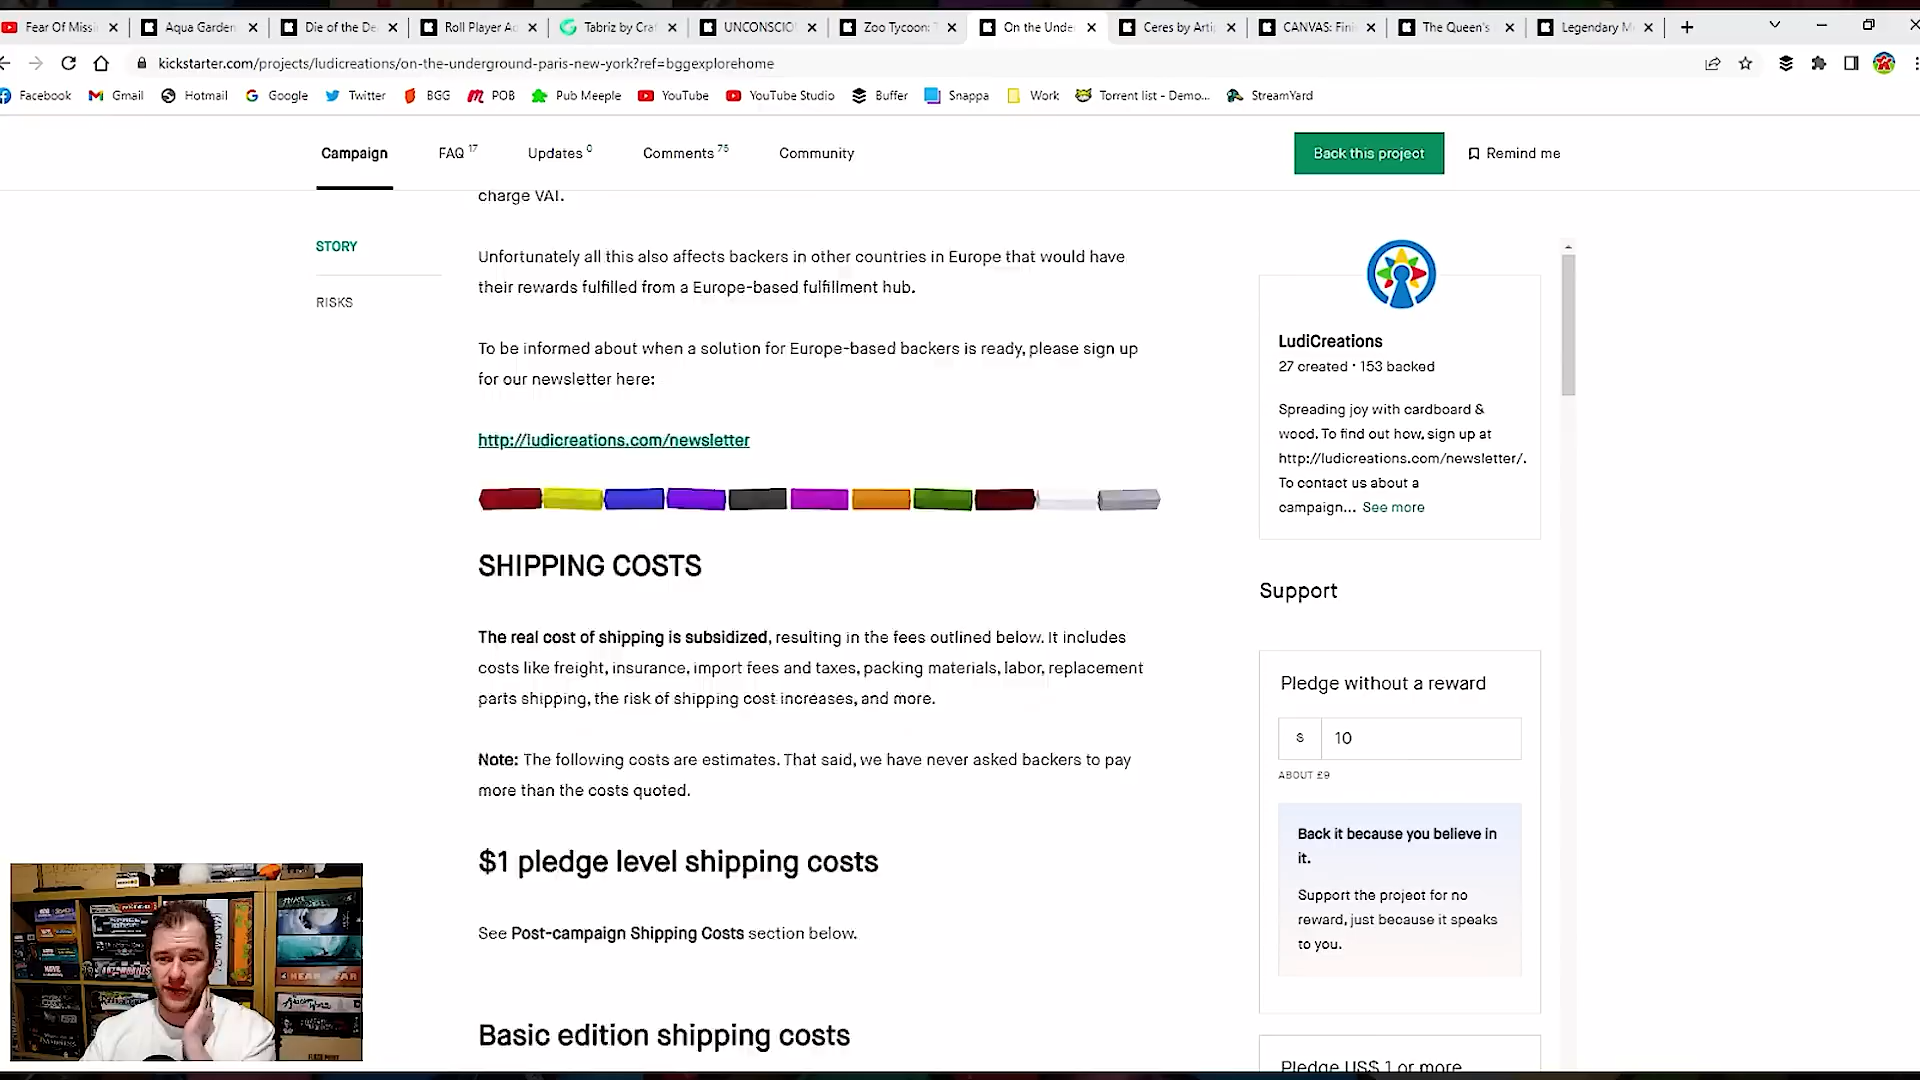 Fear Of Missi
Aqua Garden
Die of the De
Roll Player Ad
Tabriz by Craf
UNCONSCIO
Zoo Tycoon: T
On the Unde
Ceres by Arti
CANVAS: Fini
The Queen's
Legendary M
kickstarter.com/projects/ludicreations/on-the-underground-paris-new-york?ref=bggexplorehome
Facebook
Gmail
Hotmail
Google
Twitter
BGG
POB
Pub Meeple
YouTube
YouTube Studio
Buffer
Snappa
Work
Torrent list - Demo...
StreamYard
Campaign
FAQ 17
Updates 0
Comments 75
Community
Back this project
Remind me
STORY
RISKS
charge VAT.
Unfortunately all this also affects backers in other countries in Europe that would have
their rewards fulfilled from a Europe-based fulfillment hub.
To be informed about when a solution for Europe-based backers is ready, please sign up
for our newsletter here:
http://ludicreations.com/newsletter
SHIPPING COSTS
The real cost of shipping is subsidized, resulting in the fees outlined below. It includes
costs like freight, insurance, import fees and taxes, packing materials, labor, replacement
parts shipping, the risk of shipping cost increases, and more.
Note: The following costs are estimates. That said, we have never asked backers to pay
more than the costs quoted.
$1 pledge level shipping costs
See Post-campaign Shipping Costs section below.
Basic edition shipping costs
LudiCreations
27 created · 153 backed
Spreading joy with cardboard &
wood. To find out how, sign up at
http://ludicreations.com/newsletter/.
To contact us about a
campaign... See more
Support
Pledge without a reward
$ 10
ABOUT £9
Back it because you believe in
it.
Support the project for no
reward, just because it speaks
to you.
Pledge US$ 1 or more